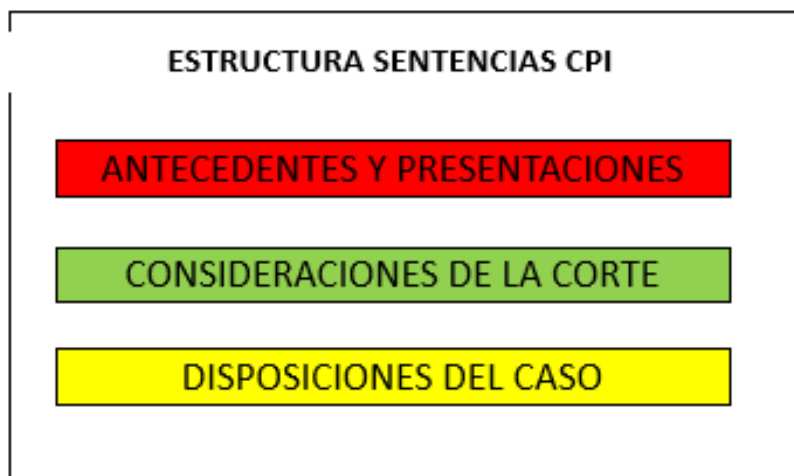 ESTRUCTURA SENTENCIAS CPI
ANTECEDENTES Y PRESENTACIONES
CONSIDERACIONES DE LA CORTE
DISPOSICIONES DEL CASO